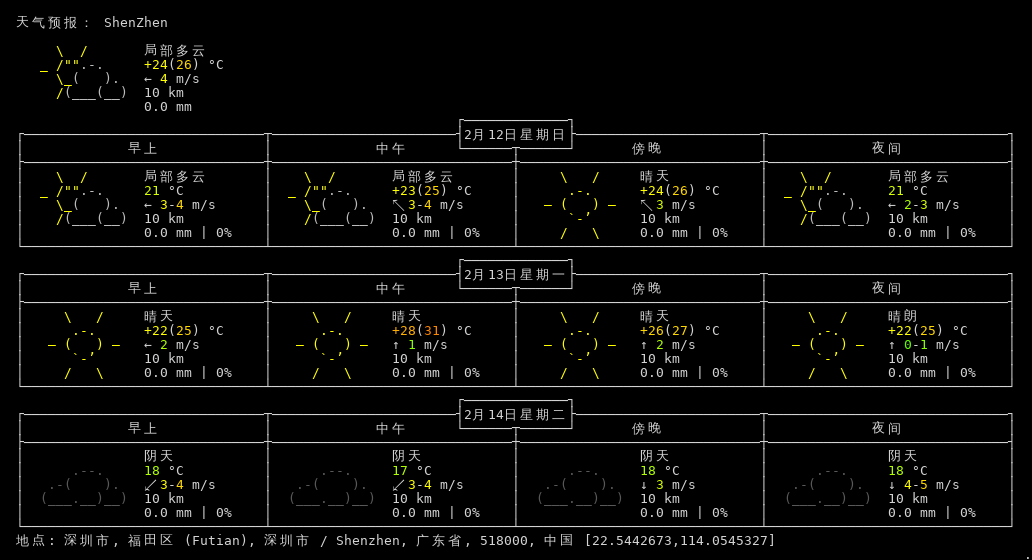 天气预报： ShenZhen
局部多云
+24(26) °C
← 4 m/s
10 km
0.0 mm
2月12日星期日
早上 中午 傍晚 夜间
局部多云 局部多云 晴天 局部多云
21 °C +23(25) °C +24(26) °C 21 °C
← 3-4 m/s ↖ 3-4 m/s ↖ 3 m/s ← 2-3 m/s
10 km 10 km 10 km 10 km
0.0 mm | 0% 0.0 mm | 0% 0.0 mm | 0% 0.0 mm | 0%
2月13日星期一
早上 中午 傍晚 夜间
晴天 晴天 晴天 晴朗
+22(25) °C +28(31) °C +26(27) °C +22(25) °C
← 2 m/s ↑ 1 m/s ↑ 2 m/s ↑ 0-1 m/s
10 km 10 km 10 km 10 km
0.0 mm | 0% 0.0 mm | 0% 0.0 mm | 0% 0.0 mm | 0%
2月14日星期二
早上 中午 傍晚 夜间
阴天 阴天 阴天 阴天
18 °C 17 °C 18 °C 18 °C
↙ 3-4 m/s ↙ 3-4 m/s ↓ 3 m/s ↓ 4-5 m/s
10 km 10 km 10 km 10 km
0.0 mm | 0% 0.0 mm | 0% 0.0 mm | 0% 0.0 mm | 0%
地点: 深圳市, 福田区 (Futian), 深圳市 / Shenzhen, 广东省, 518000, 中国 [22.5442673,114.0545327]